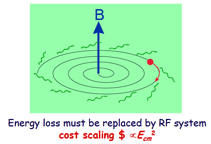 B
Energy loss must be replaced by RF system
cost scaling $ ∝Ecm²